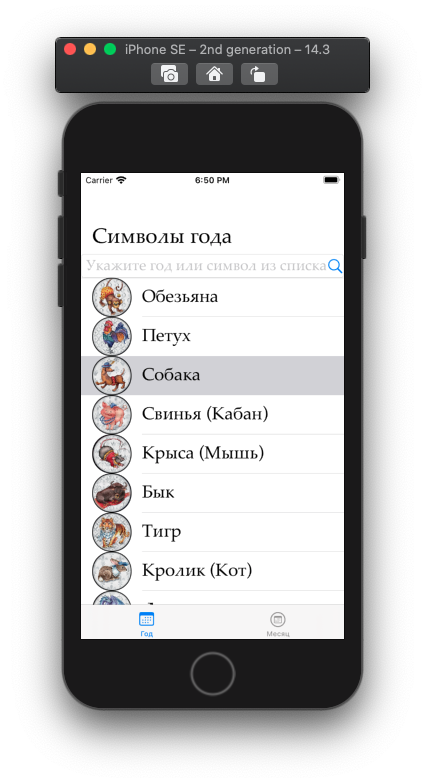 iPhone SE – 2nd generation – 14.3
Carrier 6:50 PM
Символы года
Укажите год или символ из списка
Обезьяна
Петух
Собака
Свинья (Кабан)
Крыса (Мышь)
Бык
Тигр
Кролик (Кот)
Год Месяц